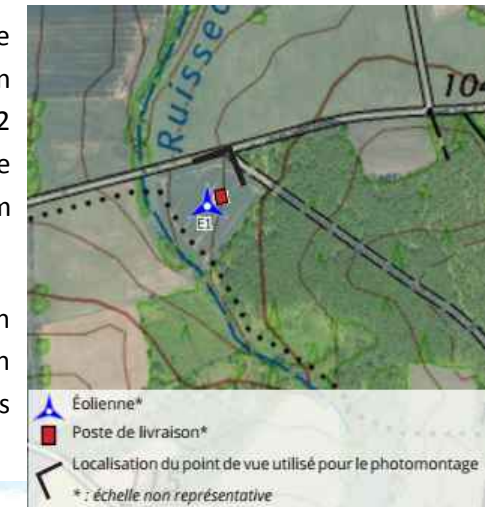 e
n
2
e
Ruisse
104
E1
s
Éolienne*
Poste de livraison*
Localisation du point de vue utilisé pour le photomontage
* : échelle non représentative